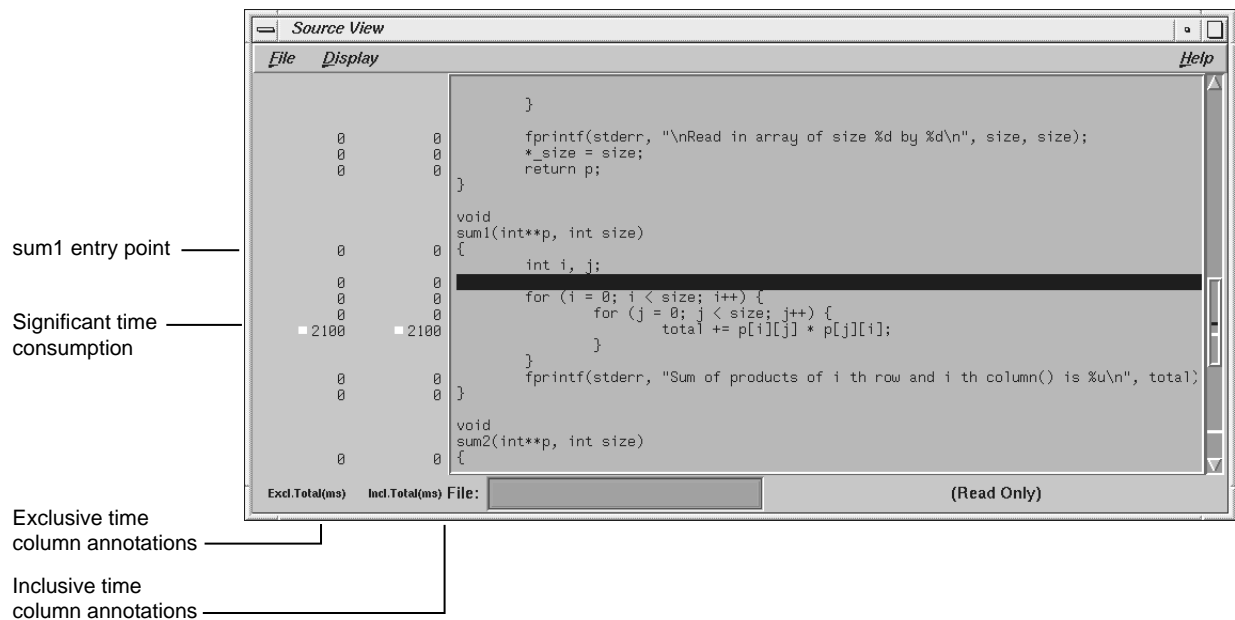 Source View
File Display Help
}
0 0 fprintf(stderr, "\nRead in array of size %d by %d\n", size, size);
0 0 *_size = size;
0 0 return p;
}
void
sum1(int**p, int size)
sum1 entry point
0 0 {
int i, j;
0 0
0 0 for (i = 0; i < size; i++) {
0 0 for (j = 0; j < size; j++) {
Significant time
consumption
2100 2100 total += p[i][j] * p[j][i];
}
}
0 0 fprintf(stderr, "Sum of products of i th row and i th column() is %u\n", total)
0 0 }
void
sum2(int**p, int size)
0 0 {
Excl.Total(ms) Incl.Total(ms) File: (Read Only)
Exclusive time
column annotations
Inclusive time
column annotations